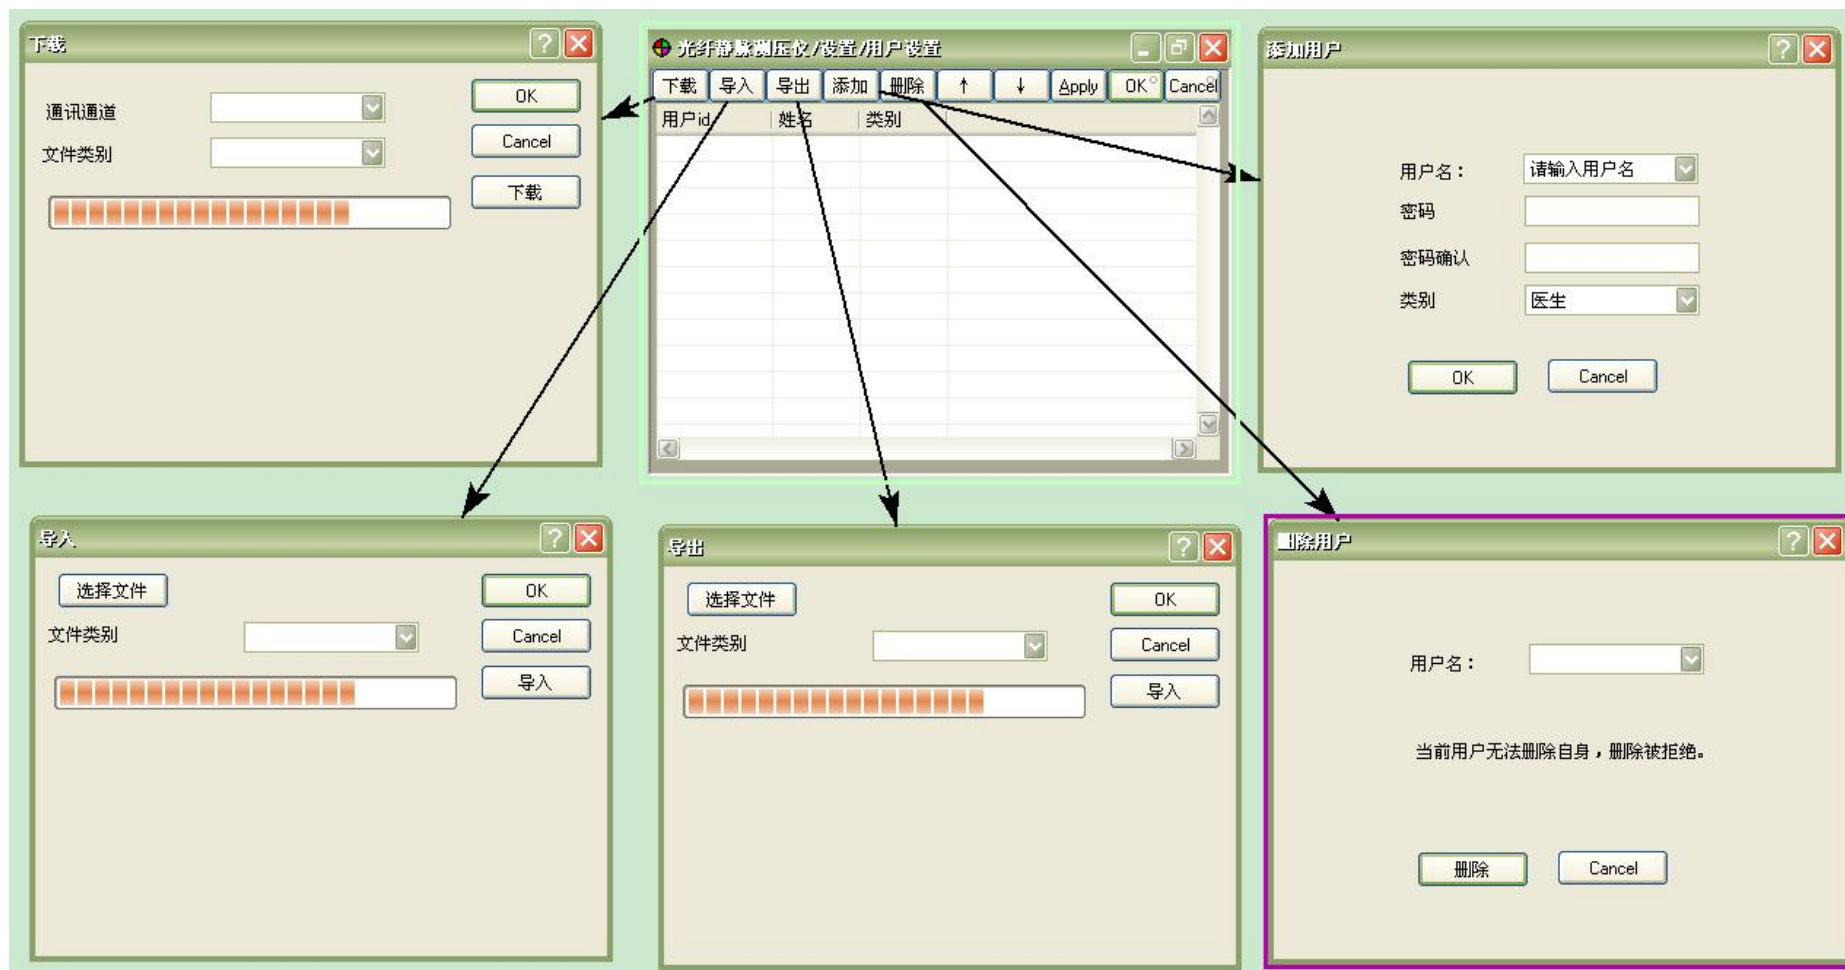 下载
通讯通道
文件类别
OK
Cancel
下载
光纤静脉测压仪/设置/用户设置
下载 导入 导出 添加 删除 ↑ ↓ Apply OK Cancel
用户id 姓名 类别
添加用户
用户名： 请输入用户名
密码
密码确认
类别 医生
OK Cancel
导入
选择文件
文件类别
OK
Cancel
导入
导出
选择文件
文件类别
OK
Cancel
导入
删除用户
用户名：
当前用户无法删除自身，删除被拒绝。
删除 Cancel